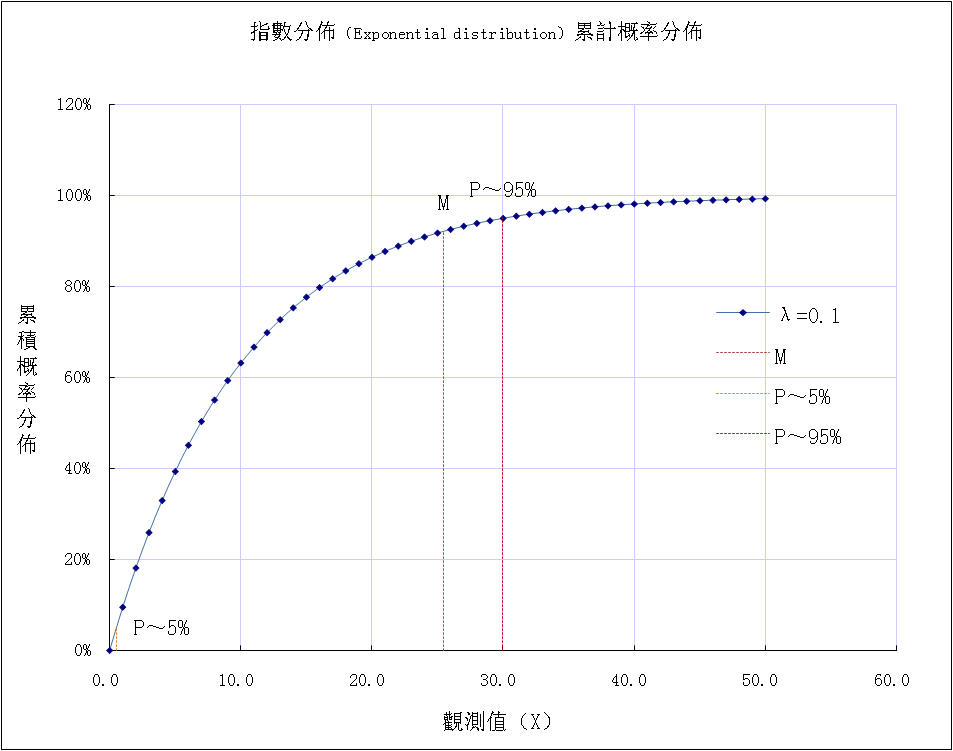 指數分佈（Exponential distribution）累計概率分佈
120%
100%
80%
60%
40%
20%
0%
累積概率分佈
M
P～95%
P～5%
λ=0.1
M
P～5%
P～95%
0.0 10.0 20.0 30.0 40.0 50.0 60.0
觀測值（X）